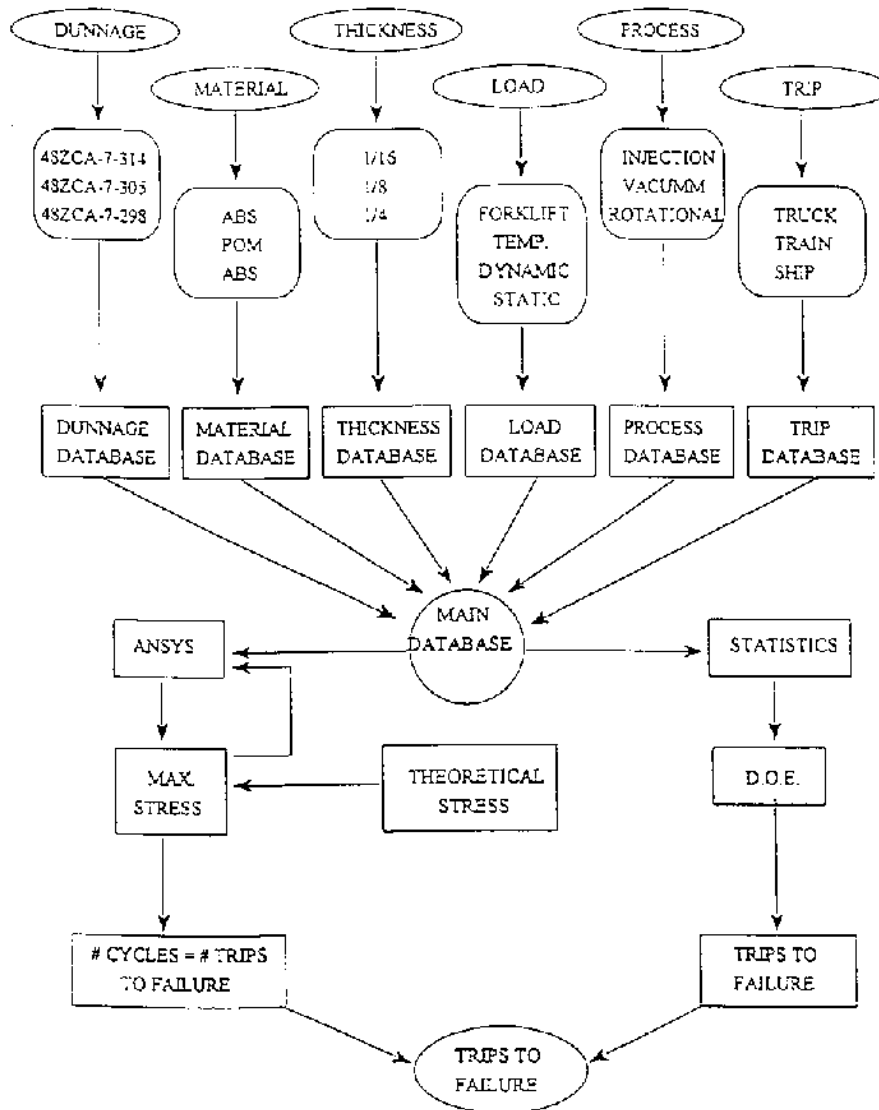 DUNNAGE
THICKNESS
PROCESS
MATERIAL
LOAD
TRIP
48ZCA-7-314
48ZCA-7-305
48ZCA-7-298
1/16
1/8
1/4
INJECTION
VACUMM
ROTATIONAL
ABS
POM
ABS
FORKLIFT
TEMP.
DYNAMIC
STATIC
TRUCK
TRAIN
SHIP
DUNNAGE
DATABASE
MATERIAL
DATABASE
THICKNESS
DATABASE
LOAD
DATABASE
PROCESS
DATABASE
TRIP
DATABASE
MAIN
DATABASE
ANSYS
STATISTICS
MAX.
STRESS
THEORETICAL
STRESS
D.O.E.
# CYCLES = # TRIPS
TO FAILURE
TRIPS TO
FAILURE
TRIPS TO
FAILURE